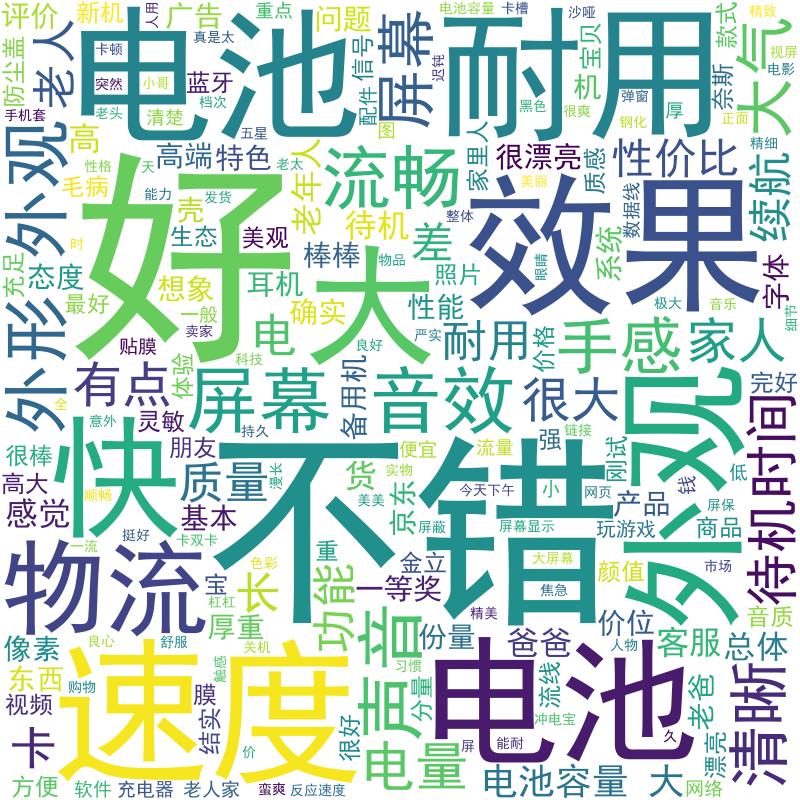 评价
新机
广告
重点
问题
电池容量
卡槽
沙哑
精致
防尘盖
老人
电池
人用
真是太
卡顿
突然
小哥
蓝牙
老头
档次
清楚
五星
信号
配件
屏幕
图
迟钝
耐用
黑色
很爽
机
宝贝
弹窗
钢化
厚
款式
奈斯
大气
视屏
电影
正面
手机套
外观
高
性格
天
毛病
高端
特色
老太
能力
发货
壳
生态
老年人
流畅
待机
家里人
很漂亮
美丽
质感
性价比
数据线
精细
续航
充足
态度
时
好
美观
棒棒
整体
差
效果
眼睛
系统
字体
外形
最好
想象
一般
卖家
耳机
物品
确实
大
照片
性能
极大
音乐
细节
贴膜
电
良好
严实
耐用
价格
手感
家人
全
有点
体验
科技
屏幕
备用机
音效
很大
外观
完好
意外
灵敏
持久
很棒
快
朋友
漫长
便宜
流量
强
链接
刚试
低
待机时间
高大
顺畅
质量
实物
货
美美
不错
今天下午
小
网页
产品
钱
屏保
感觉
基本
京东
屏蔽
屏幕显示
玩游戏
商品
挺好
卡双卡
一流
物流
重
色彩
宝
长
功能
金立
一等奖
大屏幕
焦急
颜值
市场
杠杠
厚重
声音
精美
份量
爸爸
价位
音质
像素
良心
舒服
人物
客服
总体
东西
购物
速度
触感
关机
习惯
分量
电池
流线
老爸
清晰
视频
膜
结实
很好
冲电宝
漂亮
卡
价
电量
屏
能耐
久
方便
软件
充电器
老人家
蛮爽
反应速度
电池容量
大
网络